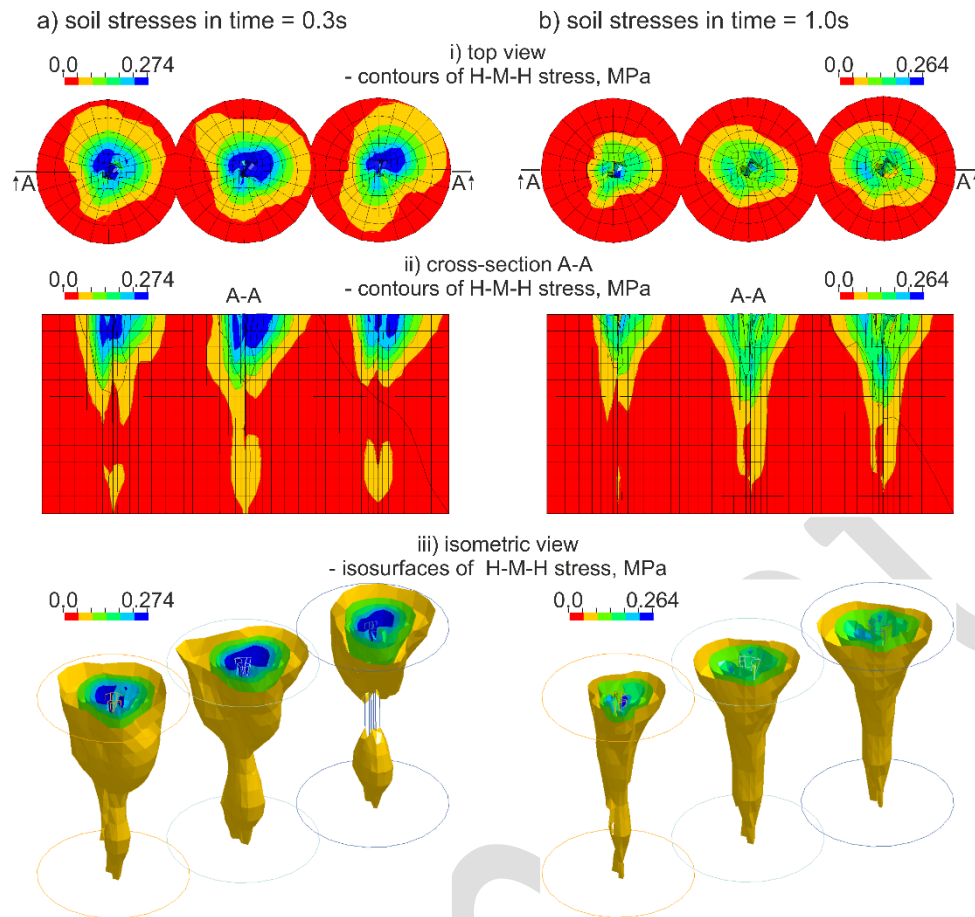 a) soil stresses in time = 0.3s
b) soil stresses in time = 1.0s
i) top view
- contours of H-M-H stress, MPa
0.0 0.274
0.0 0.264
A A
A A
ii) cross-section A-A
- contours of H-M-H stress, MPa
0.0 0.274
0.0 0.264
A-A
A-A
iii) isometric view
- isosurfaces of H-M-H stress, MPa
0.0 0.274
0.0 0.264